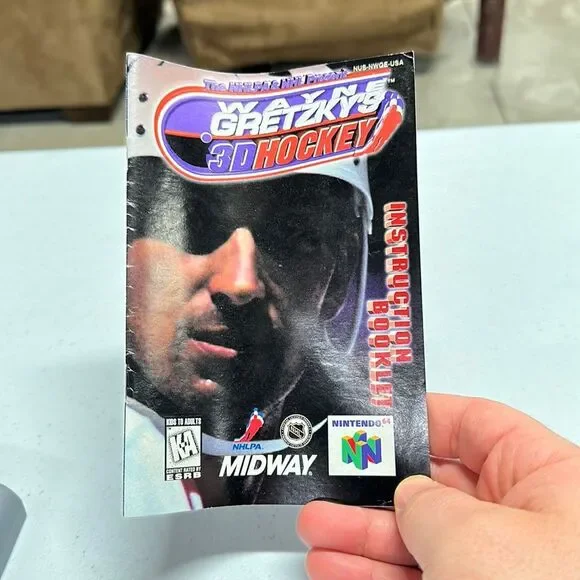 NUS-NWGE-USA
The NHLPA & NHL Present
WAYNE
GRETZKY'S
TM
3D HOCKEY
INSTRUCTION
BOOKLET
KIDS TO ADULTS
K-A
CONTENT RATED BY
ESRB
NHLPA
MIDWAY
NINTENDO 64
N